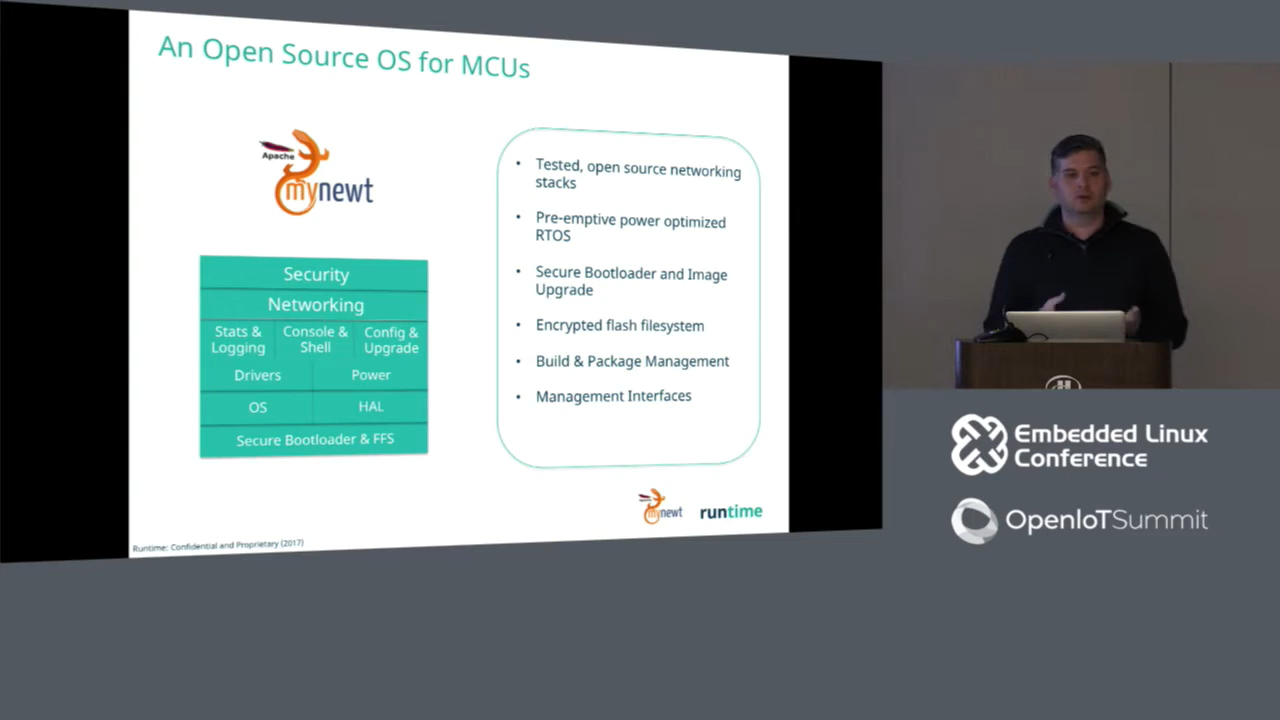 An Open Source OS for MCUs
Apache
mynewt
Security
Networking
Stats &
Logging
Console &
Shell
Config &
Upgrade
Drivers
Power
OS
HAL
Secure Bootloader & FFS
• Tested, open source networking
stacks
• Pre-emptive power optimized
RTOS
• Secure Bootloader and Image
Upgrade
• Encrypted flash filesystem
• Build & Package Management
• Management Interfaces
Apache
mynewt
runtime
Runtime: Confidential and Proprietary (2017)
Embedded Linux
Conference
OpenIoTSummit